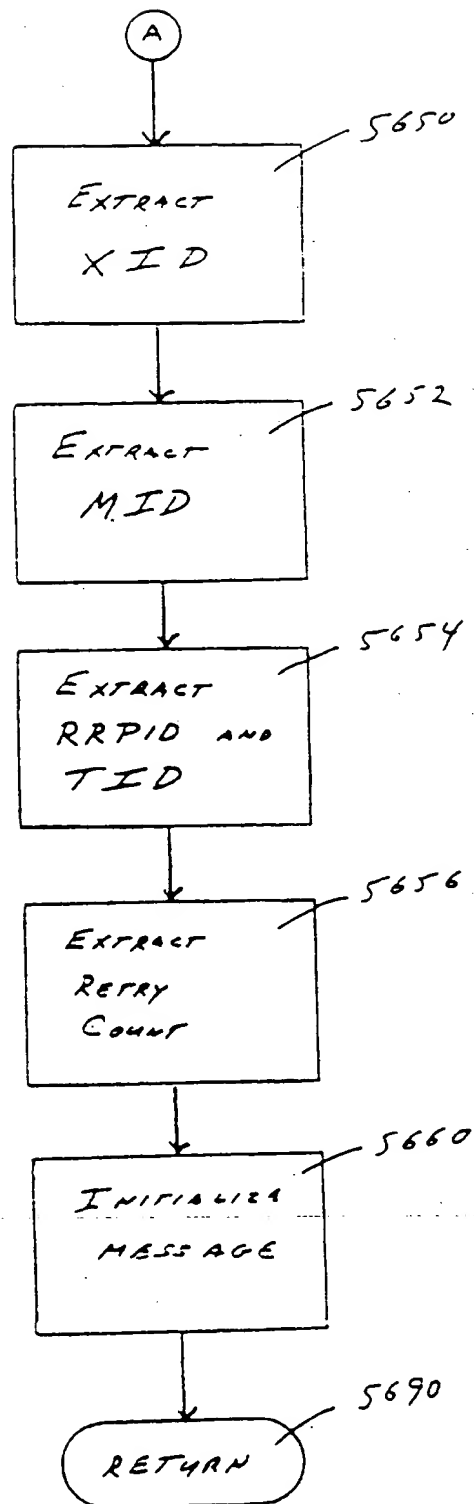 A
5650
EXTRACT
XID
5652
EXTRACT
MID
5654
EXTRACT
RRPID AND
TID
5656
EXTRACT
RETRY
COUNT
5660
INITIALIZE
MESSAGE
5690
RETURN